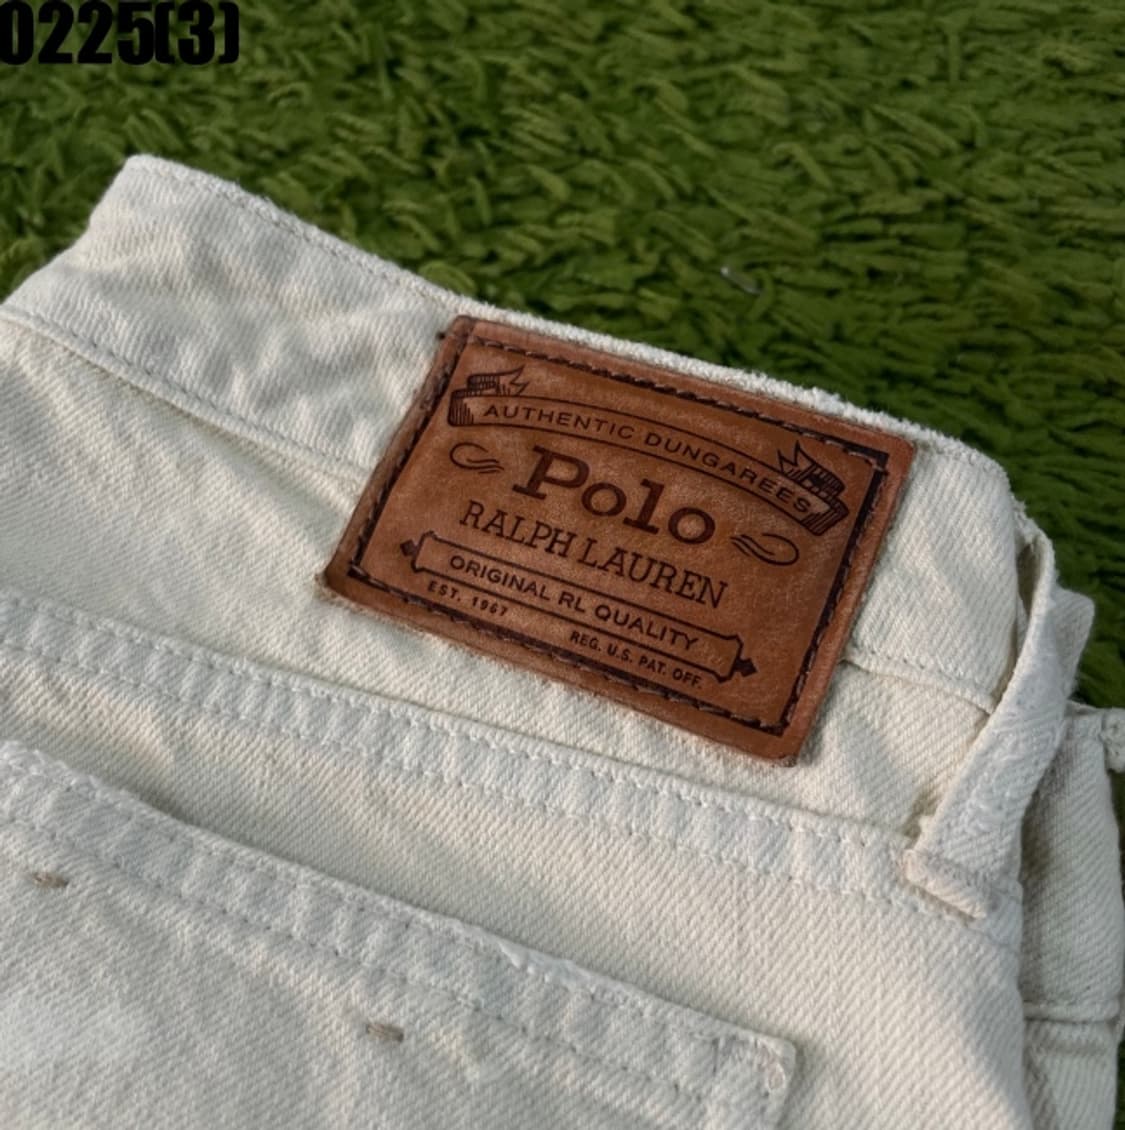 0225(3)
AUTHENTIC DUNGAREES
Polo
RALPH LAUREN
ORIGINAL RL QUALITY
EST. 1967 REG. U.S. PAT. OFF.